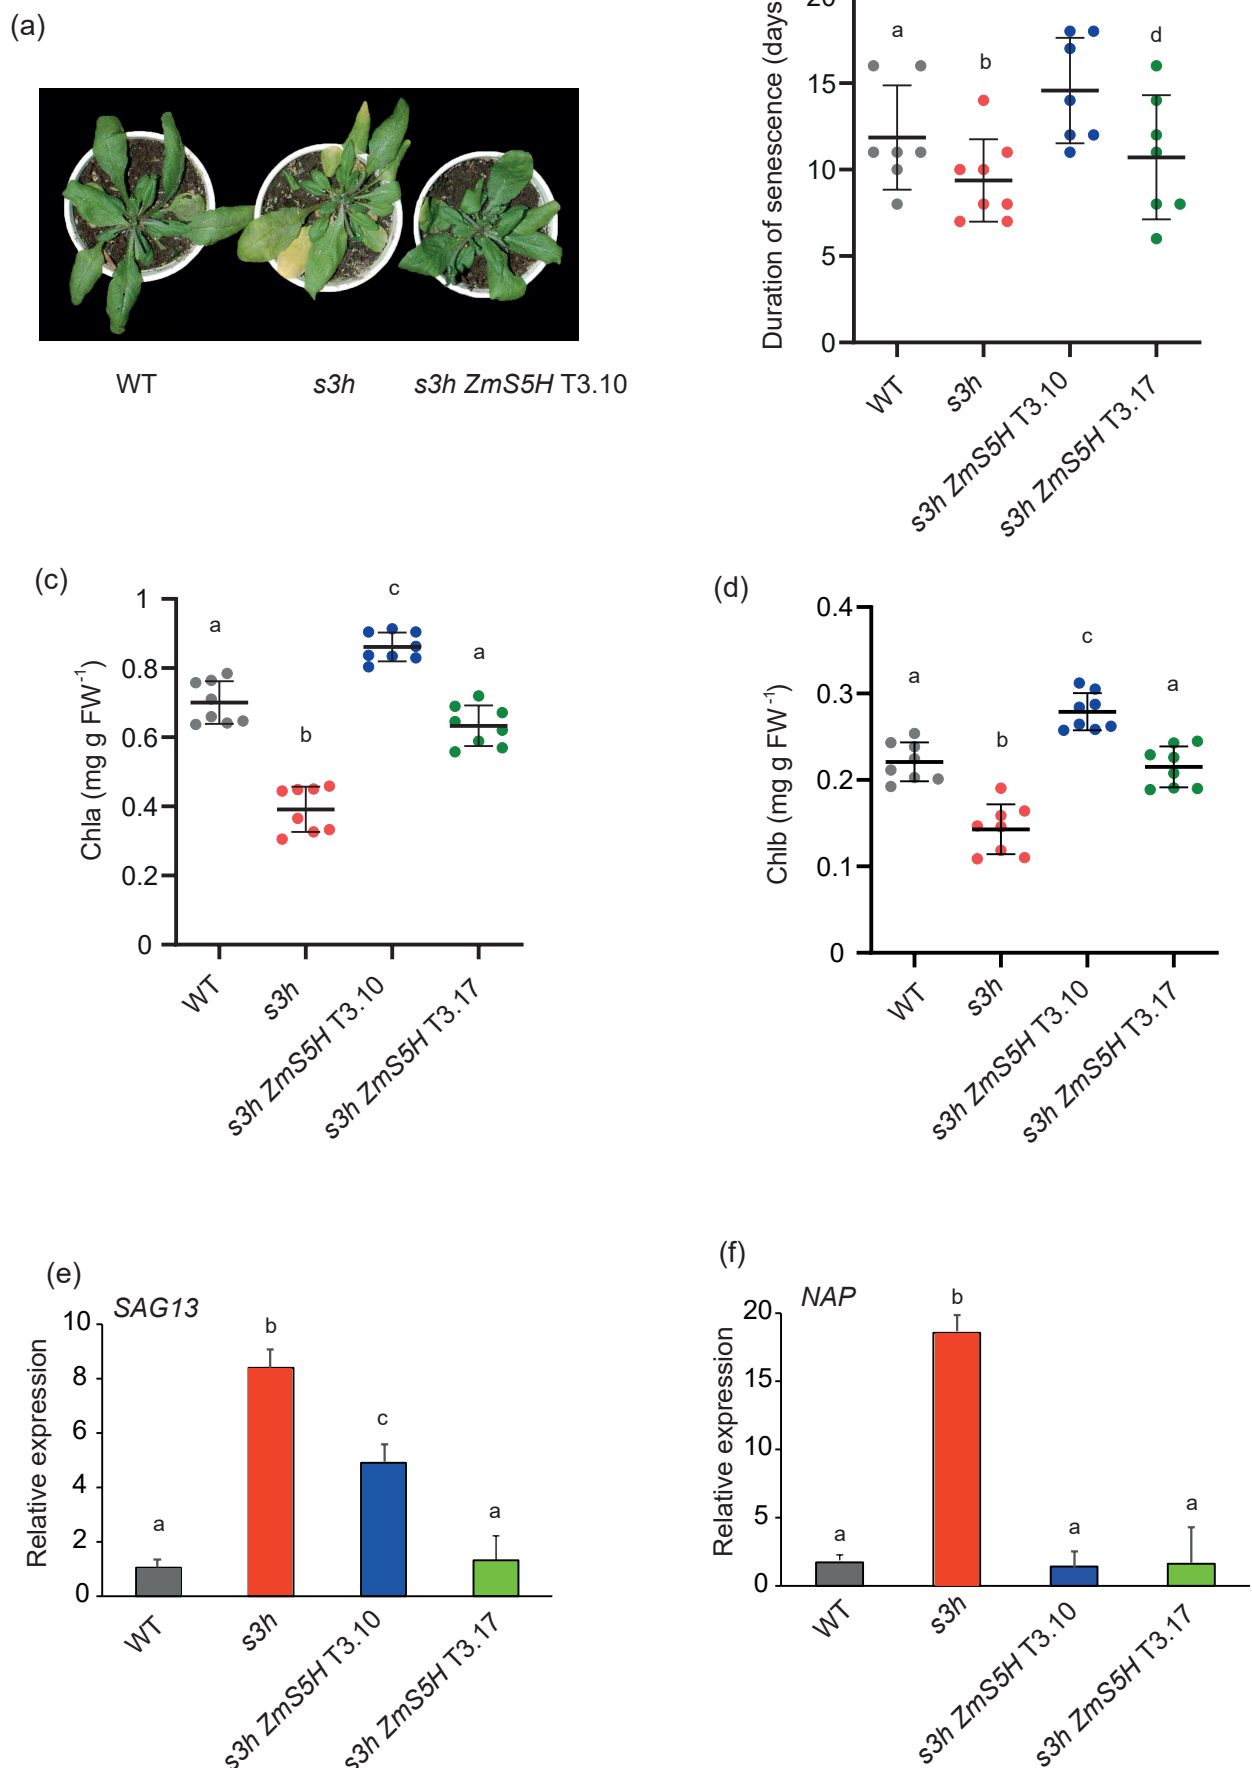 (a)
WT s3h s3h ZmS5H T3.10
Duration of senescence (days
20
15
10
5
0
a
b
d
WT
s3h
s3h ZmS5H T3.10
s3h ZmS5H T3.17
(c)
Chla (mg g FW⁻¹)
1
0.8
0.6
0.4
0.2
0
a
b
c
a
WT
s3h
s3h ZmS5H T3.10
s3h ZmS5H T3.17
(d)
Chlb (mg g FW⁻¹)
0.4
0.3
0.2
0.1
0
a
b
c
a
WT
s3h
s3h ZmS5H T3.10
s3h ZmS5H T3.17
(e)
SAG13
Relative expression
10
8
6
4
2
0
a
b
c
a
WT
s3h
s3h ZmS5H T3.10
s3h ZmS5H T3.17
(f)
NAP
Relative expression
20
15
10
5
0
a
b
a
a
WT
s3h
s3h ZmS5H T3.10
s3h ZmS5H T3.17